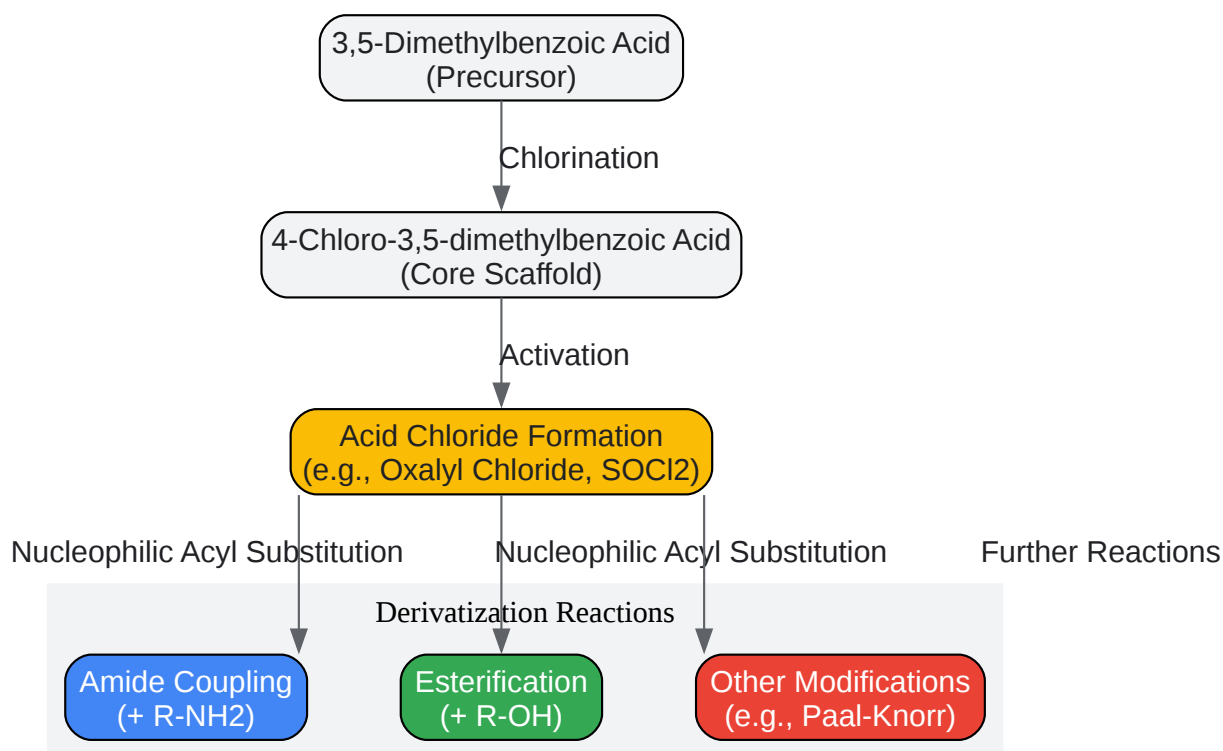 3,5-Dimethylbenzoic Acid
(Precursor)
Chlorination
4-Chloro-3,5-dimethylbenzoic Acid
(Core Scaffold)
Activation
Acid Chloride Formation
(e.g., Oxalyl Chloride, SOCl2)
Nucleophilic Acyl Substitution
Nucleophilic Acyl Substitution
Further Reactions
Derivatization Reactions
Amide Coupling
(+ R-NH2)
Esterification
(+ R-OH)
Other Modifications
(e.g., Paal-Knorr)